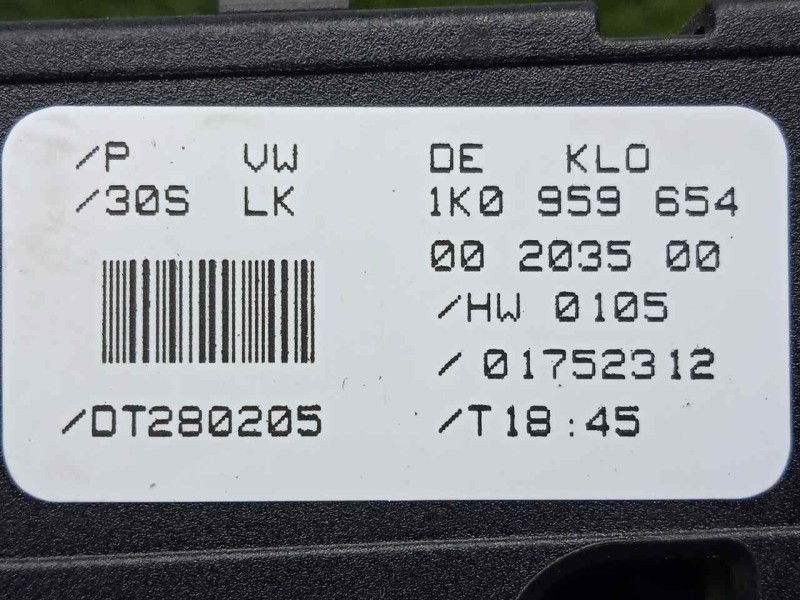 /P VW DE KLO
/30S LK 1K0 959 654
00 2035 00
/HW 0105
/01752312
/DT280205 /T18:45